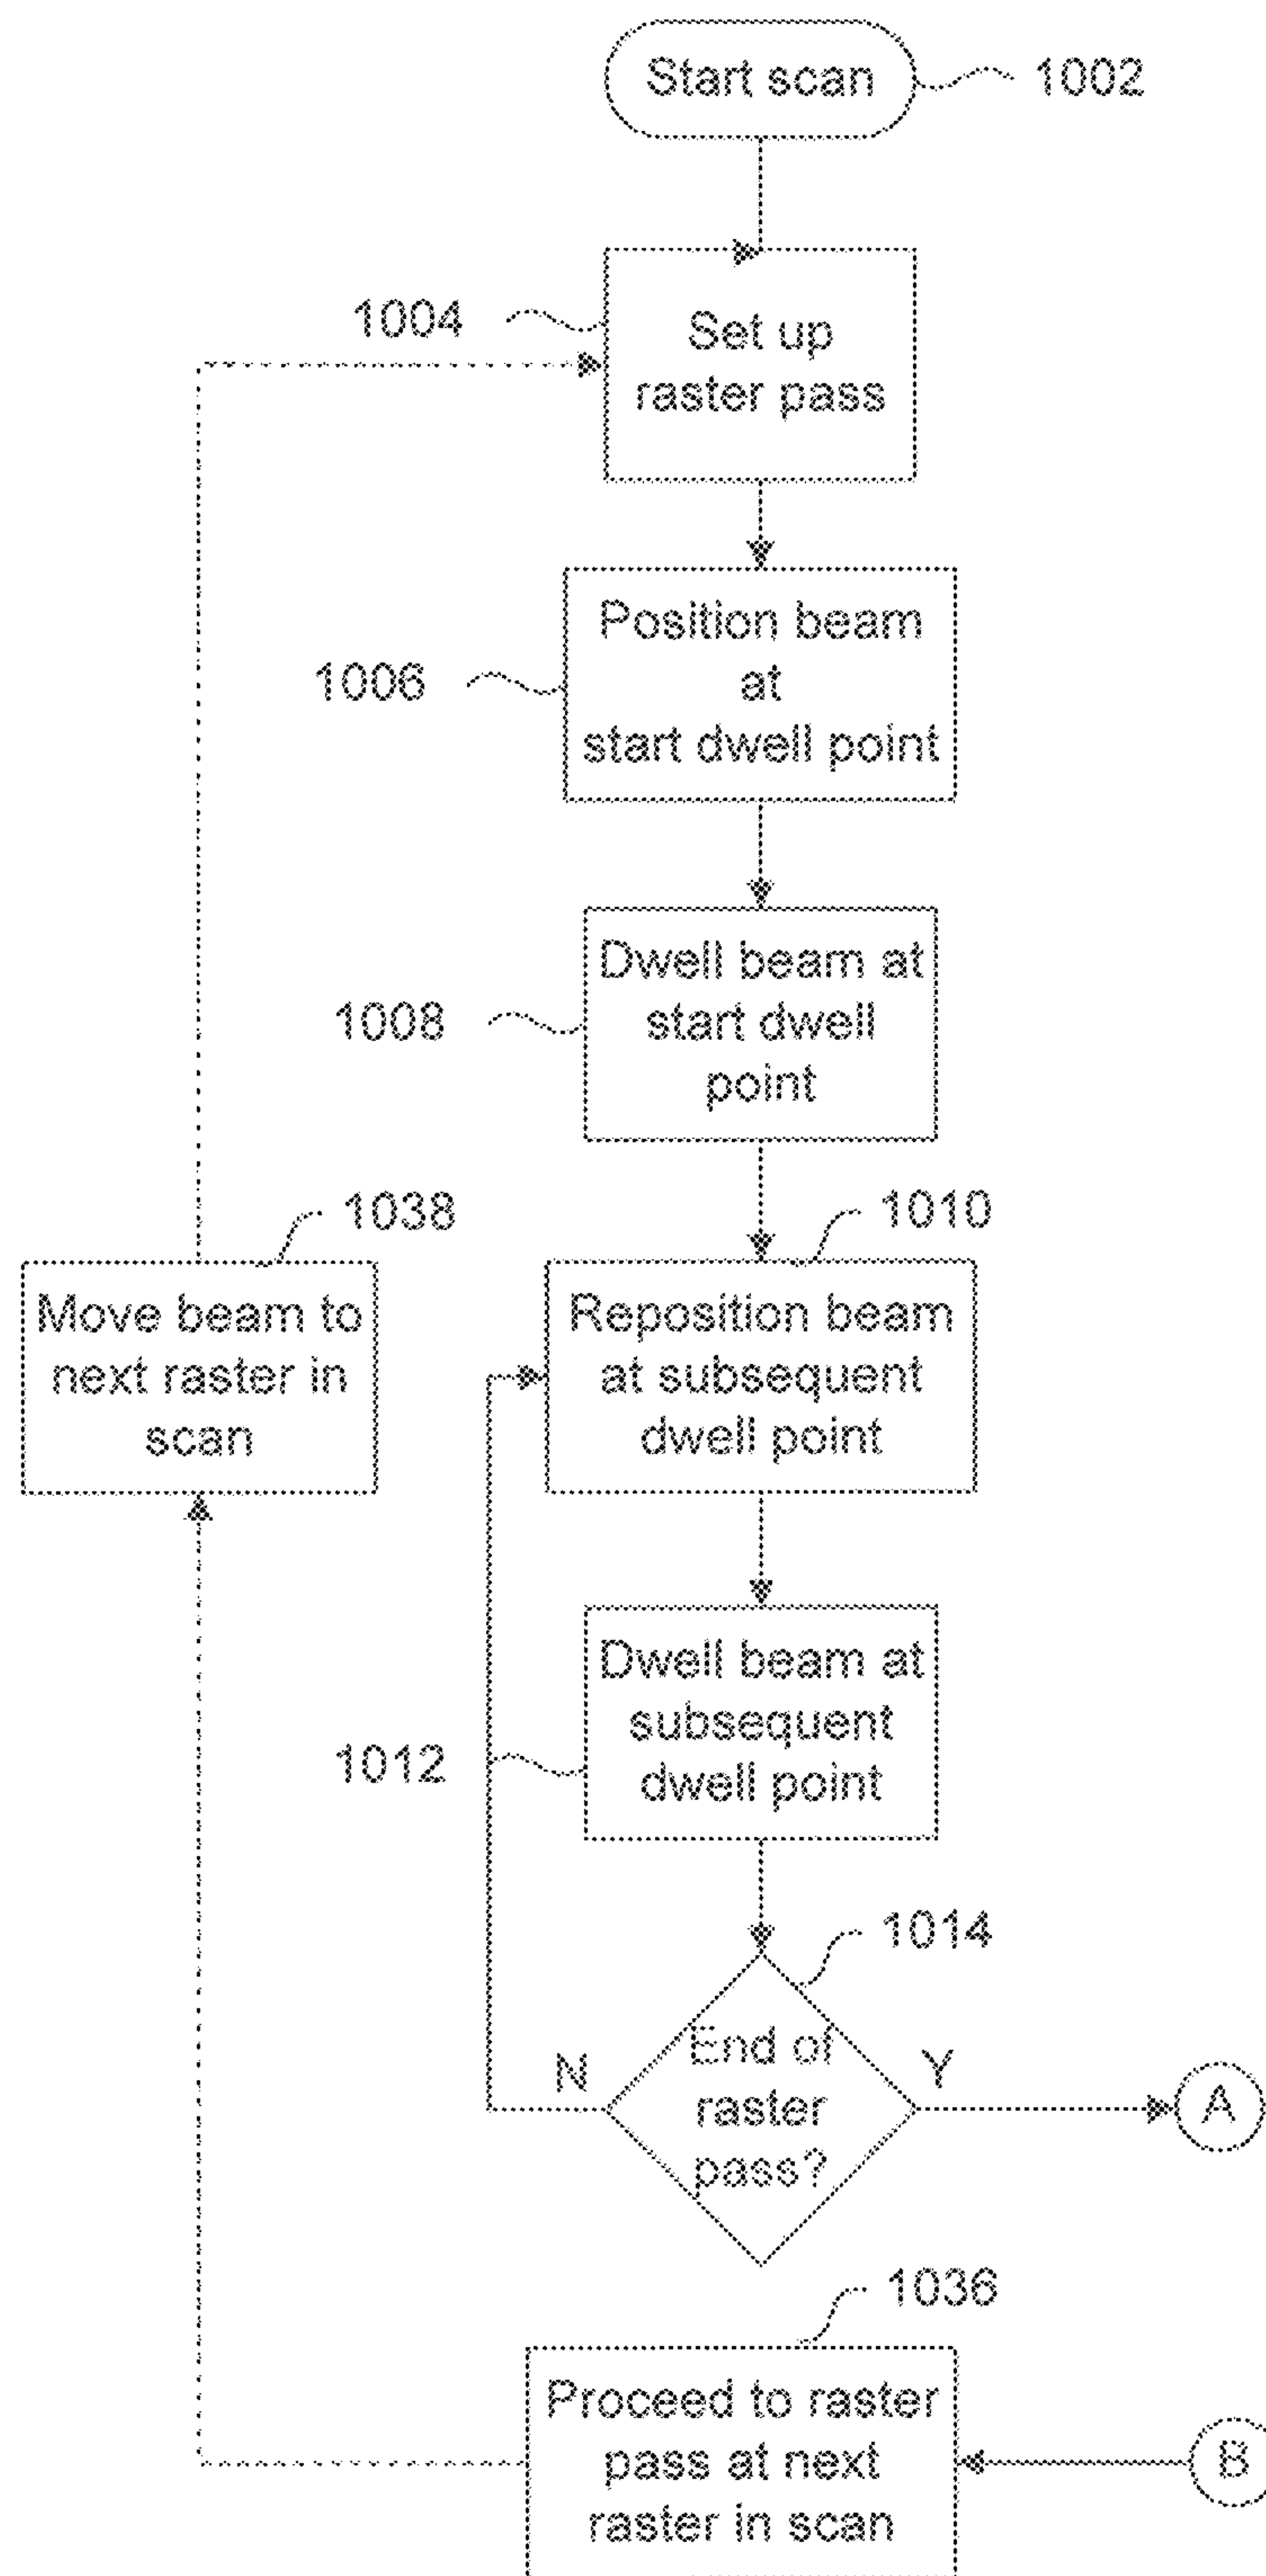 Start scan
1002
1004
Set up
raster pass
1006
Position beam
at
start dwell point
1008
Dwell beam at
start dwell
point
1038
1010
Move beam to
next raster in
scan
Reposition beam
at subsequent
dwell point
1012
Dwell beam at
subsequent
dwell point
1014
N
End of
raster
pass?
Y
A
1036
Proceed to raster
pass at next
raster in scan
B